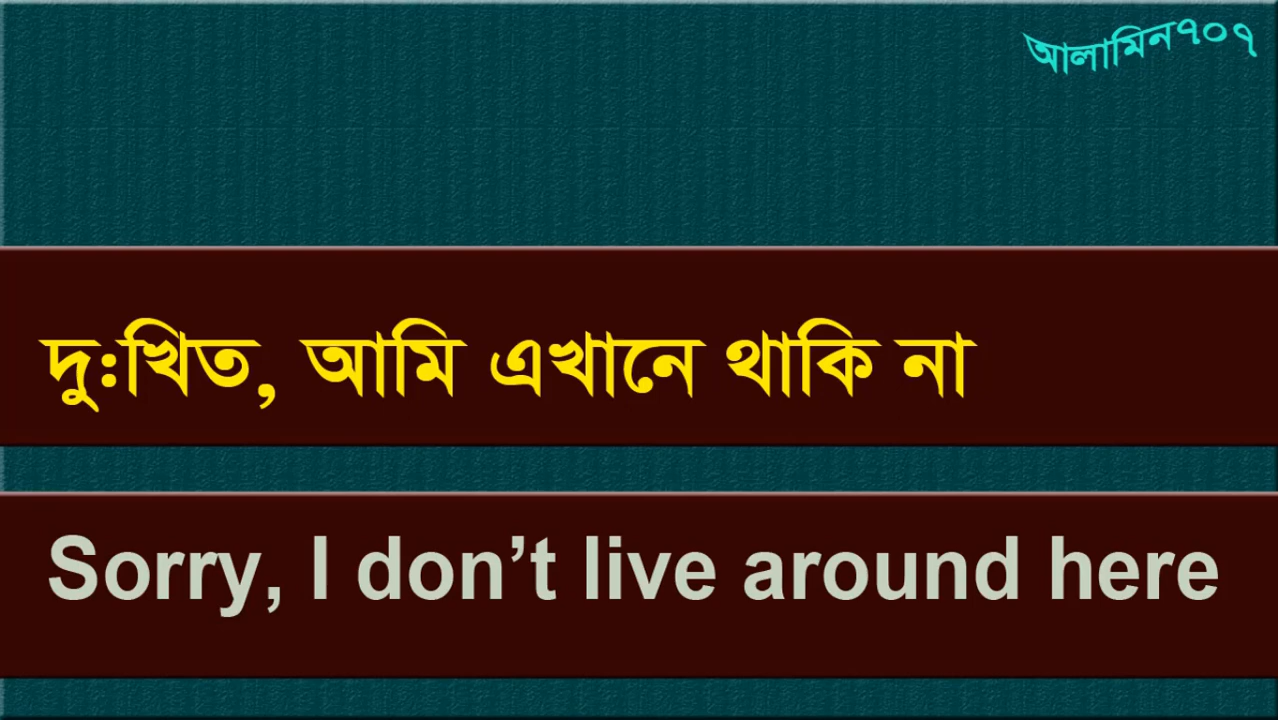 আলামিন৭০৭
দুঃখিত, আমি এখানে থাকি না
Sorry, I don’t live around here